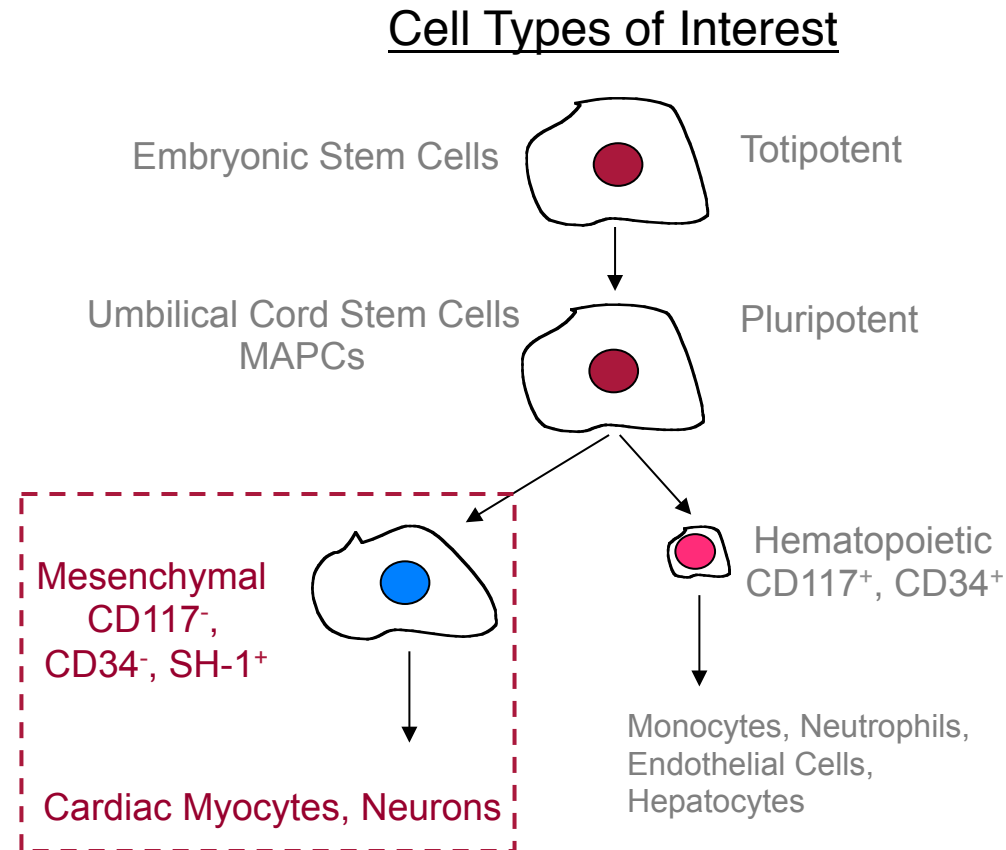 Cell Types of Interest
Embryonic Stem Cells
Totipotent
Umbilical Cord Stem Cells
MAPCs
Pluripotent
Mesenchymal
CD117⁻,
CD34⁻, SH-1⁺
Hematopoietic
CD117⁺, CD34⁺
Cardiac Myocytes, Neurons
Monocytes, Neutrophils,
Endothelial Cells,
Hepatocytes